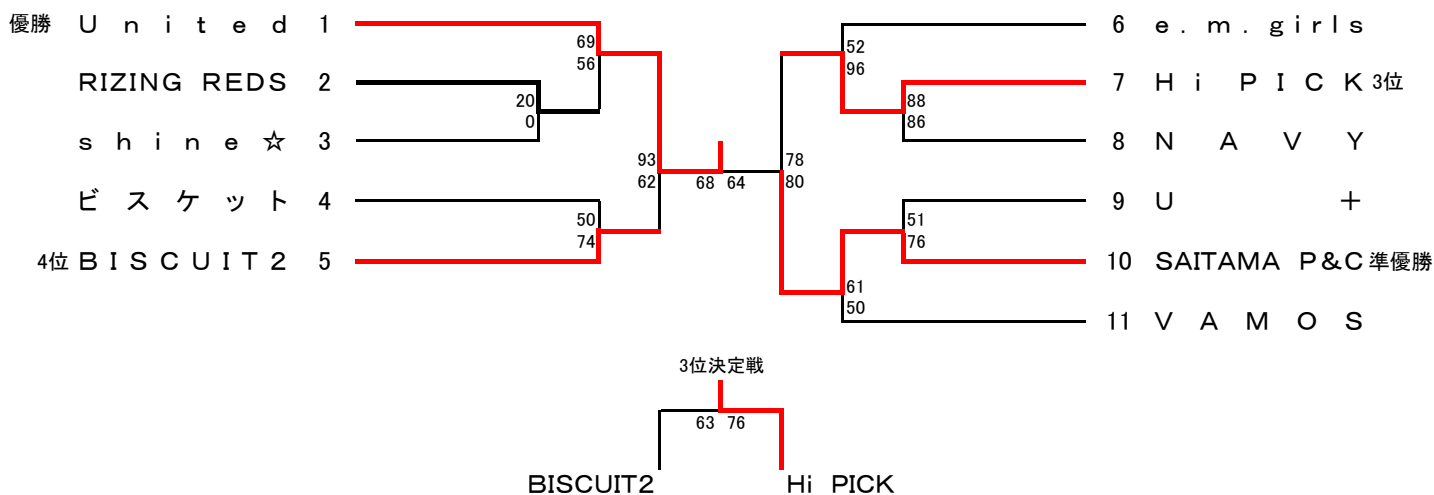 優勝 United 1
69
56
RIZING REDS 2
20
0
shine☆ 3
93
62
ビスケット 4
50
74
4位 BISCUIT2 5
68 64
6 e.m.girls
52
96
7 Hi PICK 3位
88
86
8 NAVY
78
80
9 U+
51
76
10 SAITAMA P&C 準優勝
61
50
11 VAMOS
3位決定戦
63 76
BISCUIT2 Hi PICK